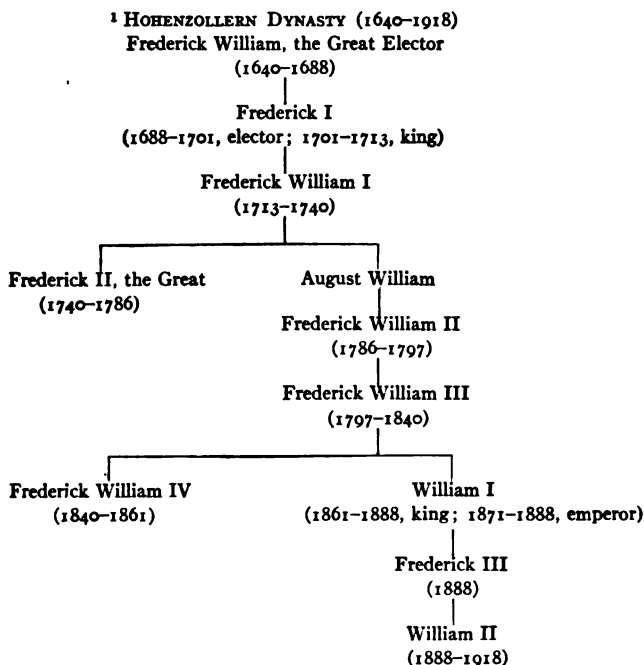 ¹ HOHENZOLLERN DYNASTY (1640–1918)
Frederick William, the Great Elector
(1640–1688)
Frederick I
(1688–1701, elector; 1701–1713, king)
Frederick William I
(1713–1740)
Frederick II, the Great
(1740–1786)
August William
Frederick William II
(1786–1797)
Frederick William III
(1797–1840)
Frederick William IV
(1840–1861)
William I
(1861–1888, king; 1871–1888, emperor)
Frederick III
(1888)
William II
(1888–1918)